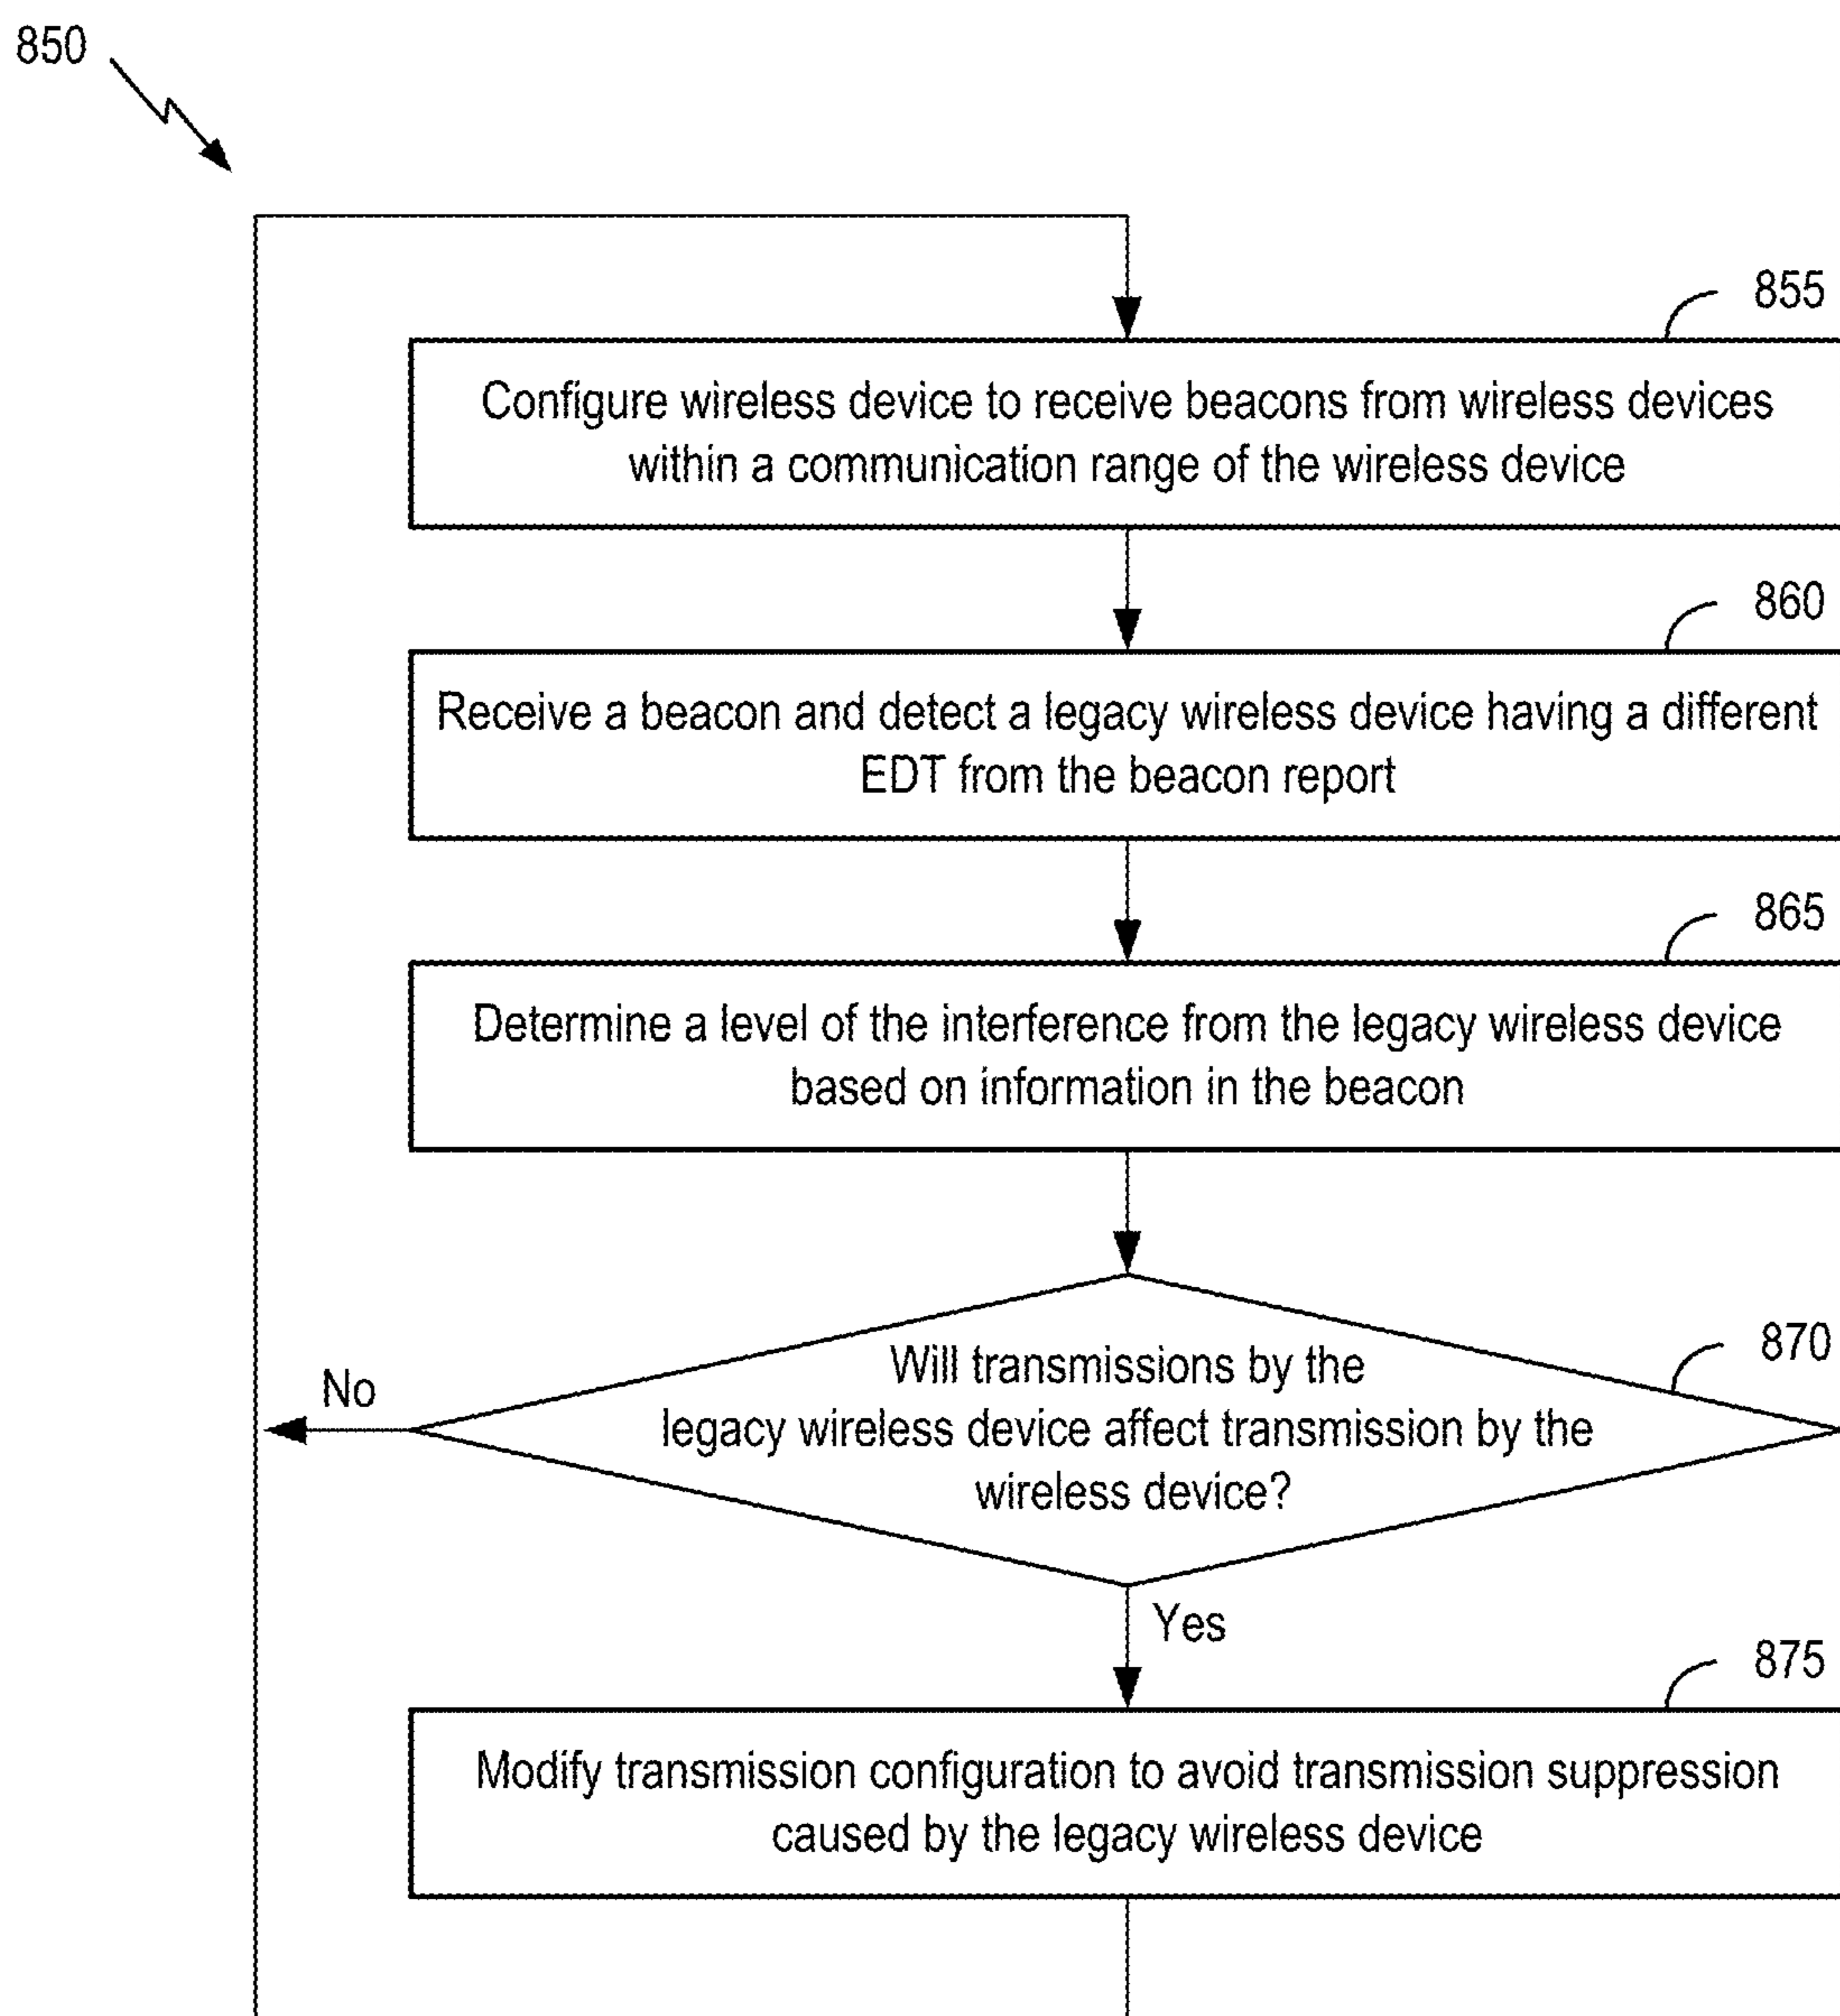 850
855
Configure wireless device to receive beacons from wireless devices
within a communication range of the wireless device
860
Receive a beacon and detect a legacy wireless device having a different
EDT from the beacon report
865
Determine a level of the interference from the legacy wireless device
based on information in the beacon
870
Will transmissions by the
legacy wireless device affect transmission by the
wireless device?
No
Yes
875
Modify transmission configuration to avoid transmission suppression
caused by the legacy wireless device